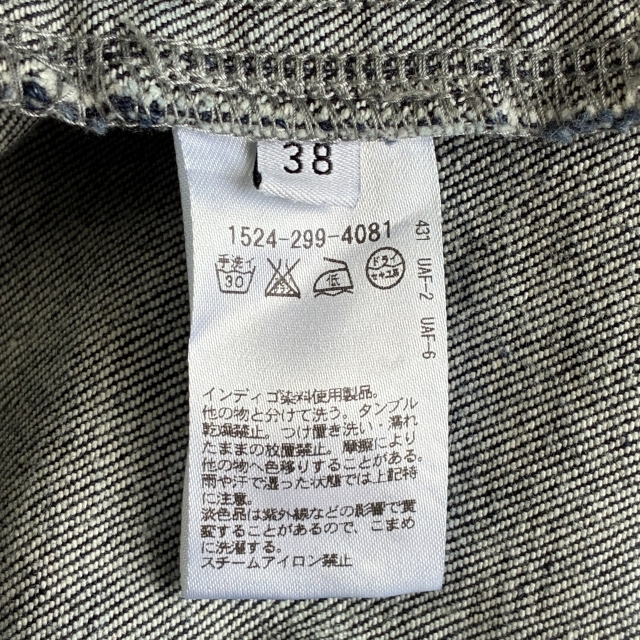 38
1524-299-4081
手洗イ
30
低
ドライ
セキユ系
431 UAF-2 UAF-6
インディゴ染料使用製品。
他の物と分けて洗う。タンブル
乾燥禁止。つけ置き洗い・濡れ
たままの放置禁止。摩擦により
他の物へ色移りすることがある。
雨や汗で湿った状態では上記特
に注意。
淡色品は紫外線などの影響で黄
変することがあるので、こまめ
に洗濯する。
スチームアイロン禁止